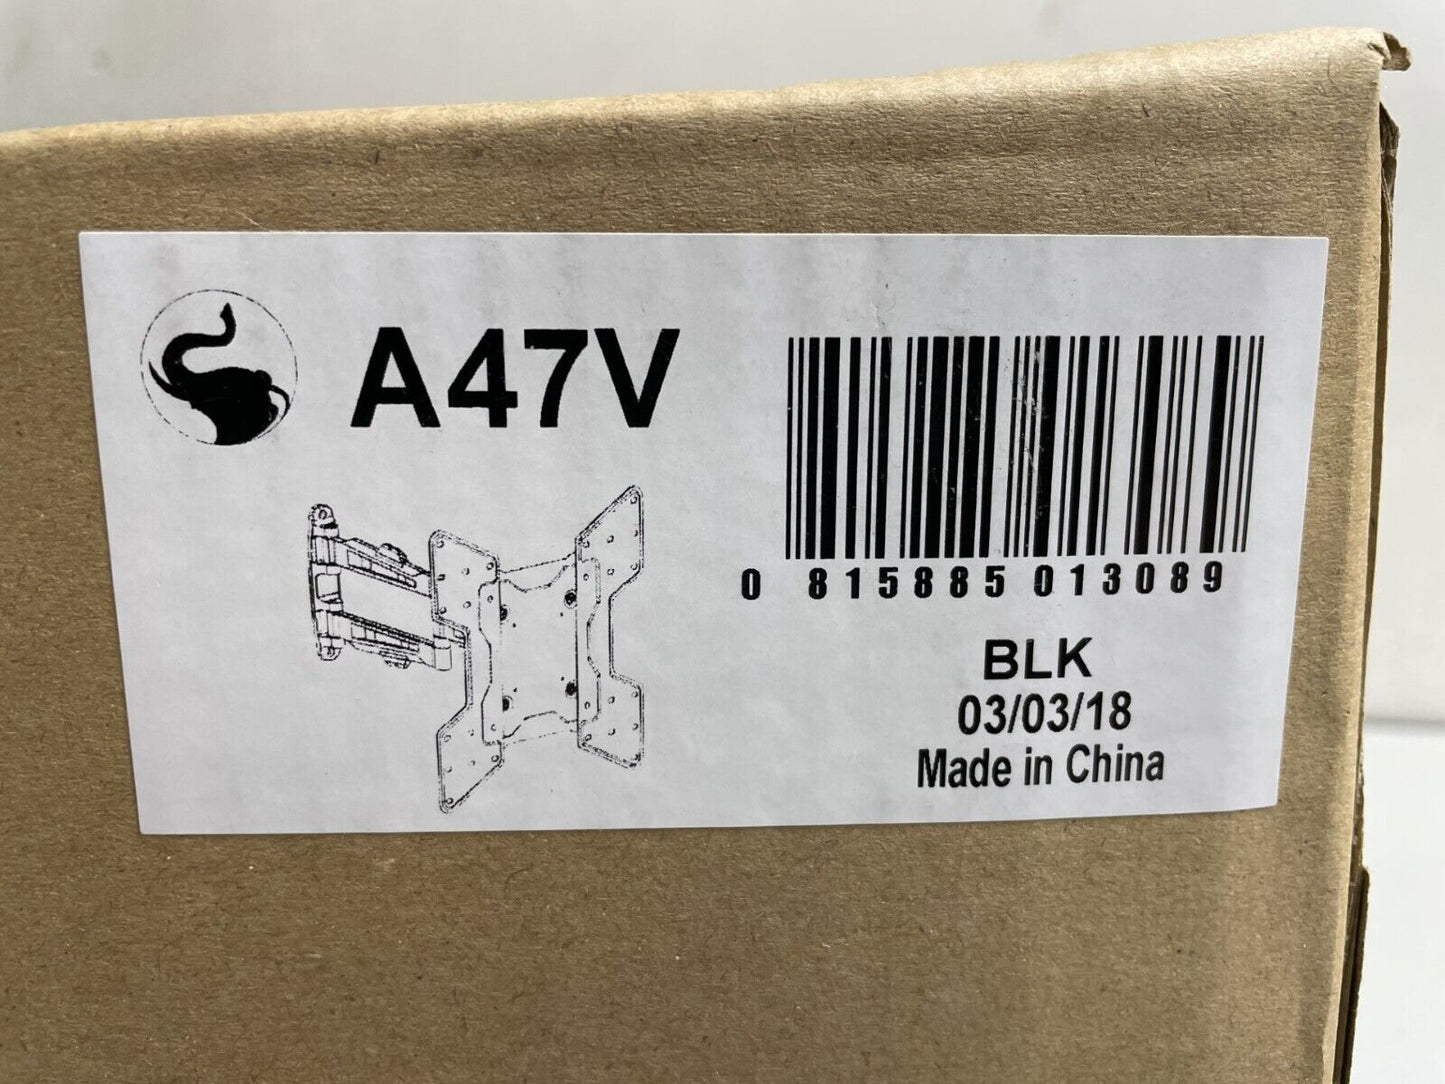 A47V
0 815885 013089
BLK
03/03/18
Made in China